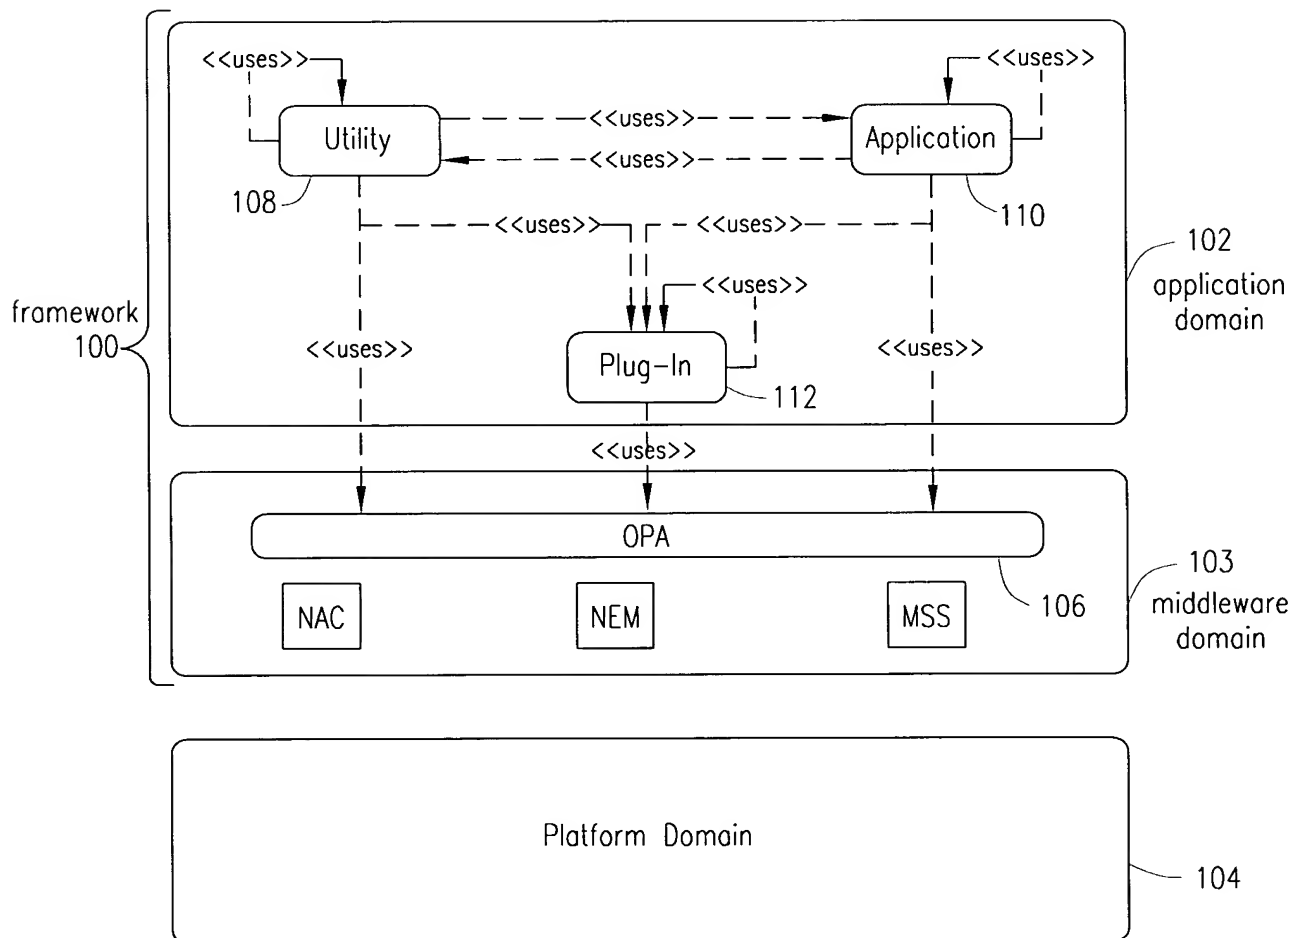 <<uses>>
<<uses>>
Utility
<<uses>>
Application
<<uses>>
108
110
<<uses>>
<<uses>>
102
application
domain
<<uses>>
framework
100
<<uses>>
<<uses>>
Plug-In
112
<<uses>>
OPA
103
middleware
domain
NAC
NEM
MSS
106
Platform Domain
104